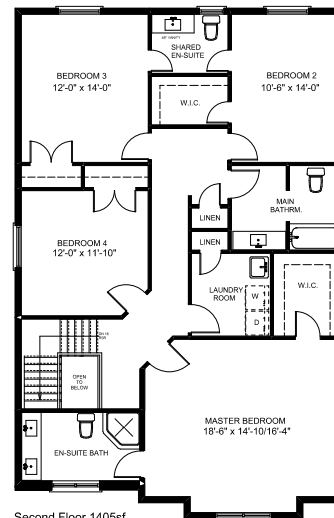 48" VANITY
SHARED
EN-SUITE
BEDROOM 3
12'-0" x 14'-0"
BEDROOM 2
10'-6" x 14'-0"
W.I.C.
MAIN
BATHRM.
LINEN
LINEN
BEDROOM 4
12'-0" x 11'-10"
LAUNDRY
ROOM
W
D
W.I.C.
OPEN
TO
BELOW
MASTER BEDROOM
18'-6" x 14'-10/16'-4"
EN-SUITE BATH
Second Floor 1405sf